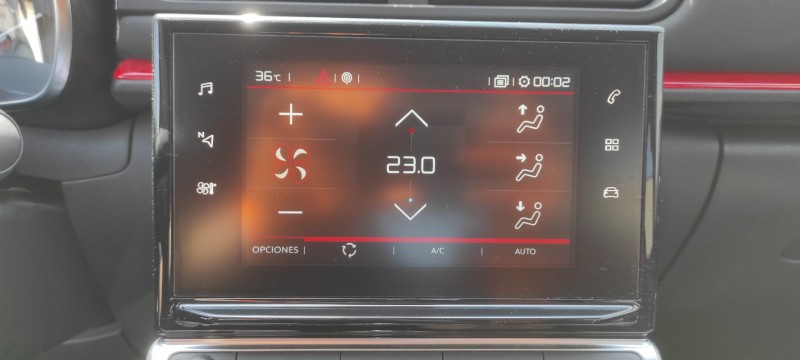 36°C
00:02
N
23.0
OPCIONES
A/C
AUTO